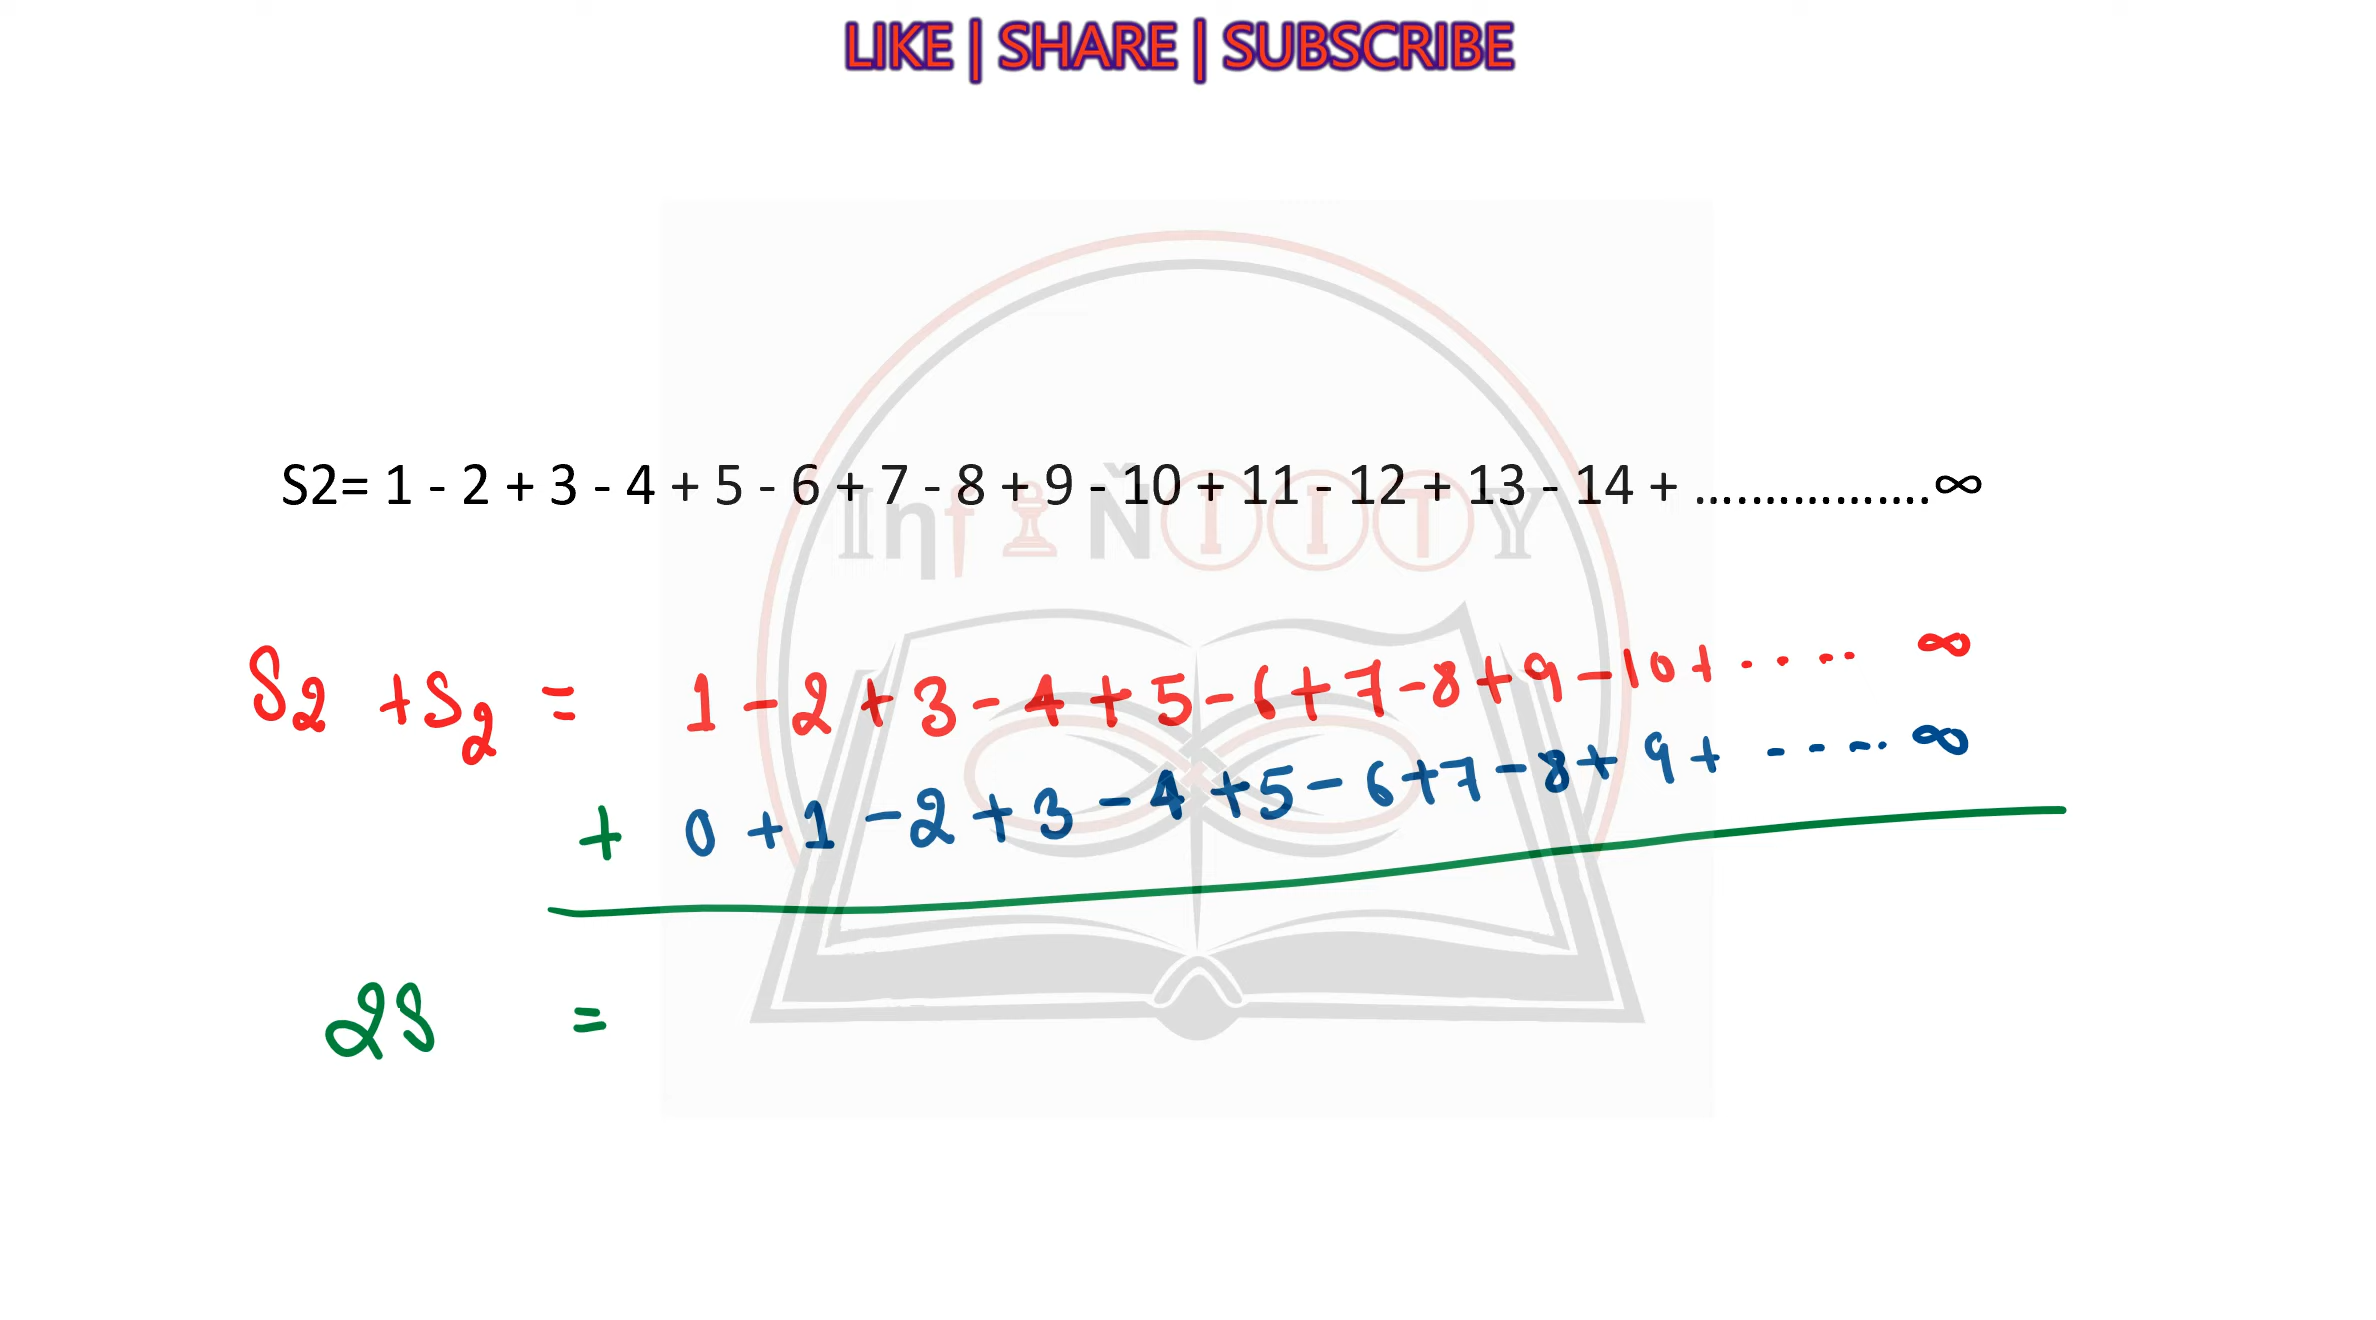 LIKE | SHARE | SUBSCRIBE
S2= 1 - 2 + 3 - 4 + 5 - 6 + 7 - 8 + 9 - 10 + 11 - 12 + 13 - 14 + .................∞
IηfiŇIITY
S2 + S2 = 1 - 2 + 3 - 4 + 5 - 6 + 7 - 8 + 9 - 10 + ..... ∞
+ 0 + 1 - 2 + 3 - 4 + 5 - 6 + 7 - 8 + 9 + ..... ∞
2S =